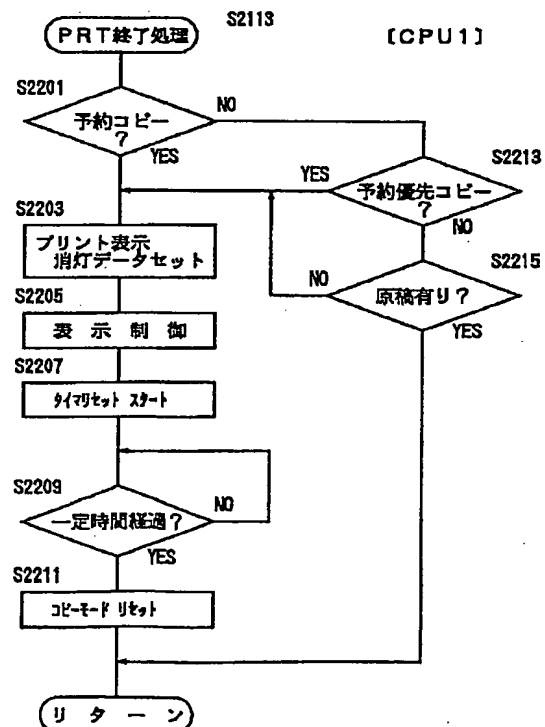 PRT終了処理
S2113
[CPU1]
S2201
予約コピー
?
NO
YES
S2213
予約優先コピー
?
YES
NO
S2203
プリント表示
消灯データセット
S2215
原稿有り?
NO
YES
S2205
表示制御
S2207
タイマリセット スタート
S2209
一定時間経過?
NO
YES
S2211
コピーモード リセット
リターン